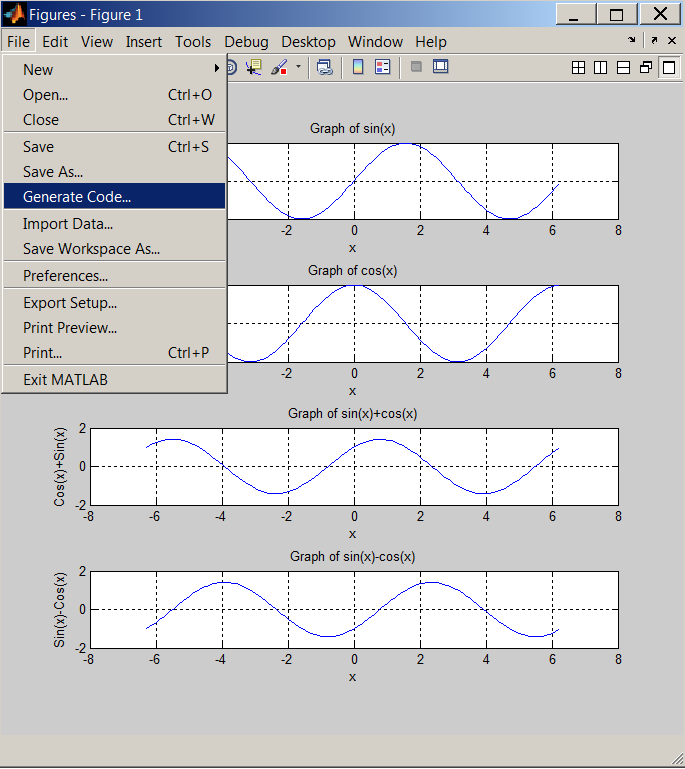 Figures - Figure 1
File Edit View Insert Tools Debug Desktop Window Help
New
Open... Ctrl+O
Close Ctrl+W
Save Ctrl+S
Save As...
Generate Code...
Import Data...
Save Workspace As...
Preferences...
Export Setup...
Print Preview...
Print... Ctrl+P
Exit MATLAB
Graph of sin(x)
-2 0 2 4 6 8
x
Graph of cos(x)
-2 0 2 4 6 8
x
Graph of sin(x)+cos(x)
Cos(x)+Sin(x)
2
0
-2
-8 -6 -4 -2 0 2 4 6 8
x
Graph of sin(x)-cos(x)
Sin(x)-Cos(x)
2
0
-2
-8 -6 -4 -2 0 2 4 6 8
x